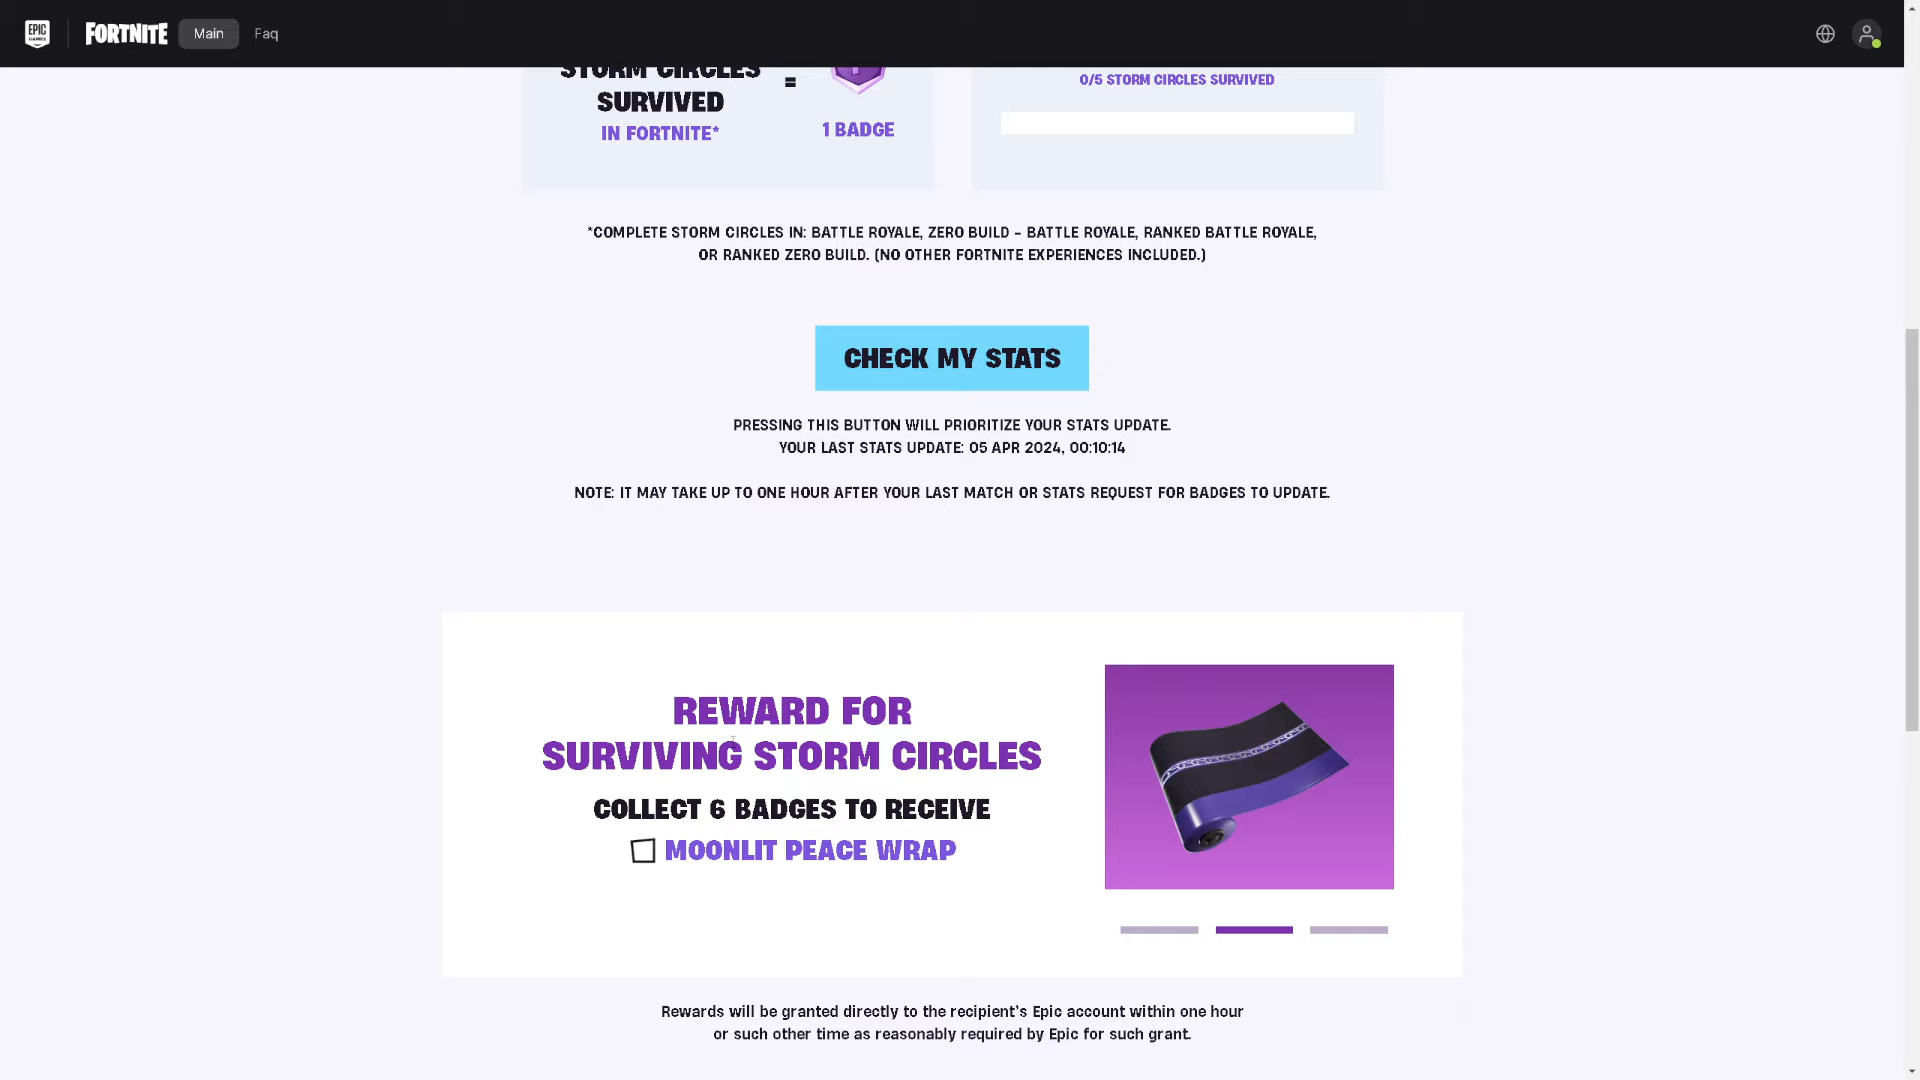 EPIC
GAMES
FORTNITE
Main
Faq
STORM CIRCLES
SURVIVED
IN FORTNITE*
=
1 BADGE
0/5 STORM CIRCLES SURVIVED
*COMPLETE STORM CIRCLES IN: BATTLE ROYALE, ZERO BUILD - BATTLE ROYALE, RANKED BATTLE ROYALE,
OR RANKED ZERO BUILD. (NO OTHER FORTNITE EXPERIENCES INCLUDED.)
CHECK MY STATS
PRESSING THIS BUTTON WILL PRIORITIZE YOUR STATS UPDATE.
YOUR LAST STATS UPDATE: 05 APR 2024, 00:10:14
NOTE: IT MAY TAKE UP TO ONE HOUR AFTER YOUR LAST MATCH OR STATS REQUEST FOR BADGES TO UPDATE.
REWARD FOR
SURVIVING STORM CIRCLES
COLLECT 6 BADGES TO RECEIVE
MOONLIT PEACE WRAP
Rewards will be granted directly to the recipient's Epic account within one hour
or such other time as reasonably required by Epic for such grant.